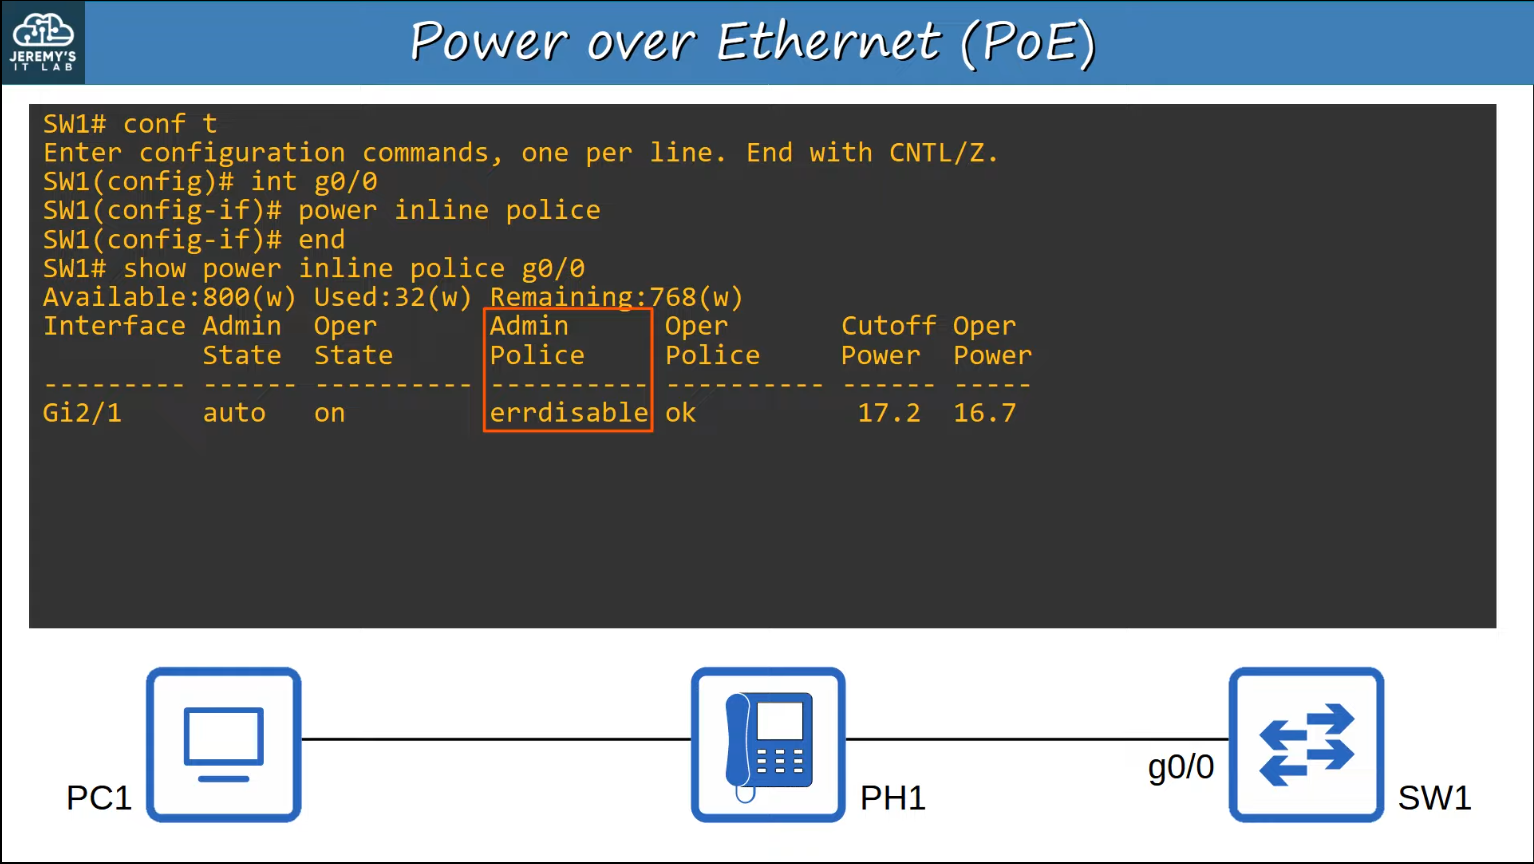 JEREMY'S
IT LAB
Power over Ethernet (PoE)
SW1# conf t
Enter configuration commands, one per line. End with CNTL/Z.
SW1(config)# int g0/0
SW1(config-if)# power inline police
SW1(config-if)# end
SW1# show power inline police g0/0
Available:800(w) Used:32(w) Remaining:768(w)
Interface Admin Oper Admin Oper Cutoff Oper
State State Police Police Power Power
--------- ------ ---------- ---------- ---------- ------ -----
Gi2/1 auto on errdisable ok 17.2 16.7
g0/0
PC1 PH1 SW1